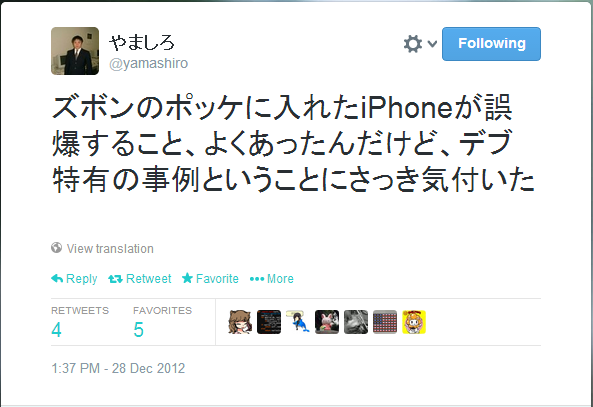 やましろ
@yamashiro
Following
ズボンのポッケに入れたiPhoneが誤
爆すること、よくあったんだけど、デブ
特有の事例ということにさっき気付いた
View translation
Reply Retweet Favorite More
RETWEETS FAVORITES
4 5
1:37 PM - 28 Dec 2012